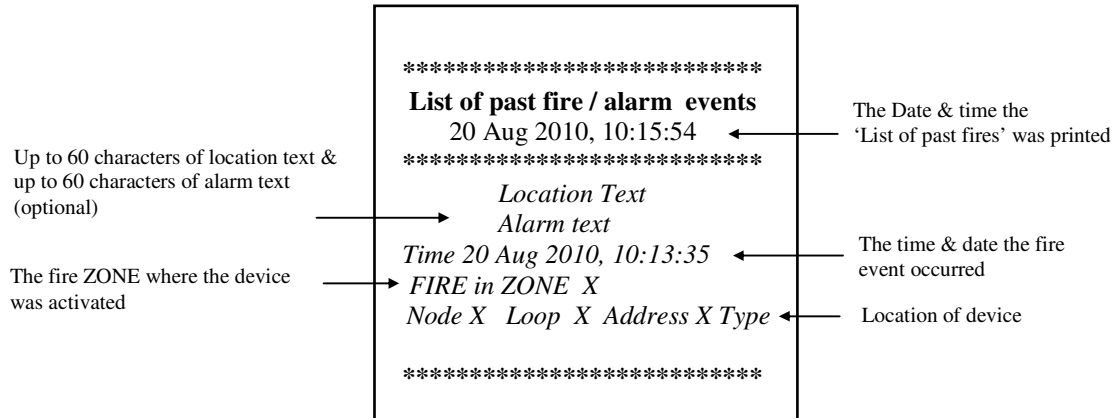 ***************************
List of past fire / alarm events
20 Aug 2010, 10:15:54
***************************
Location Text
Alarm text
Time 20 Aug 2010, 10:13:35
FIRE in ZONE X
Node X Loop X Address X Type
***************************
Up to 60 characters of location text &
up to 60 characters of alarm text
(optional)
The fire ZONE where the device
was activated
The Date & time the
‘List of past fires’ was printed
The time & date the fire
event occurred
Location of device